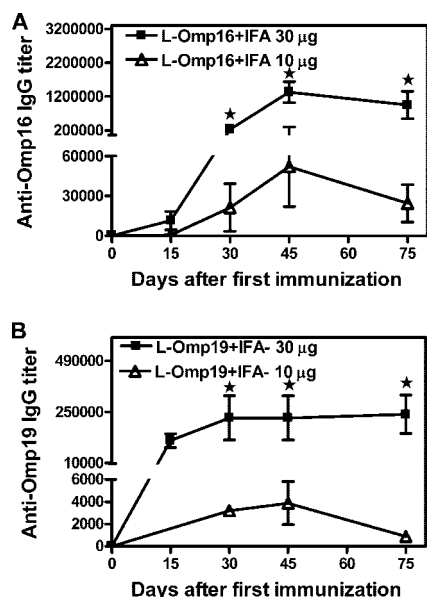 A
L-Omp16+IFA 30 µg
L-Omp16+IFA 10 µg
Anti-Omp16 IgG titer
3200000
2200000
1200000
200000
60000
30000
0
0 15 30 45 60 75
Days after first immunization
B
L-Omp19+IFA- 30 µg
L-Omp19+IFA- 10 µg
Anti-Omp19 IgG titer
490000
250000
10000
6000
4000
2000
0
0 15 30 45 60 75
Days after first immunization